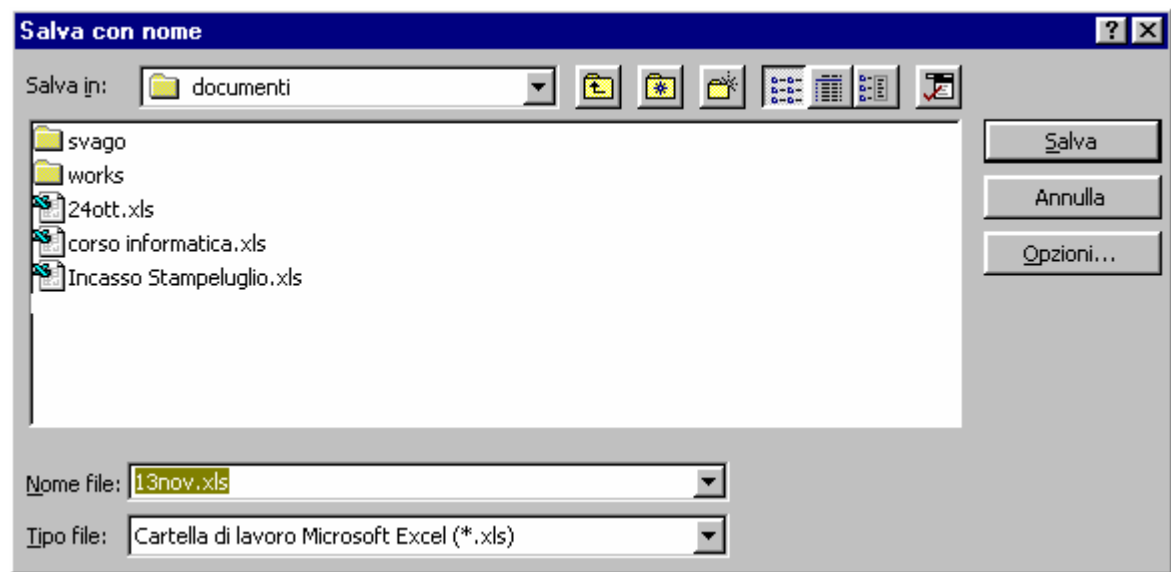 Salva con nome
Salva in: documenti
svago
works
24ott.xls
corso informatica.xls
Incasso Stampeluglio.xls
Salva
Annulla
Opzioni...
Nome file: 13nov.xls
Tipo file: Cartella di lavoro Microsoft Excel (*.xls)